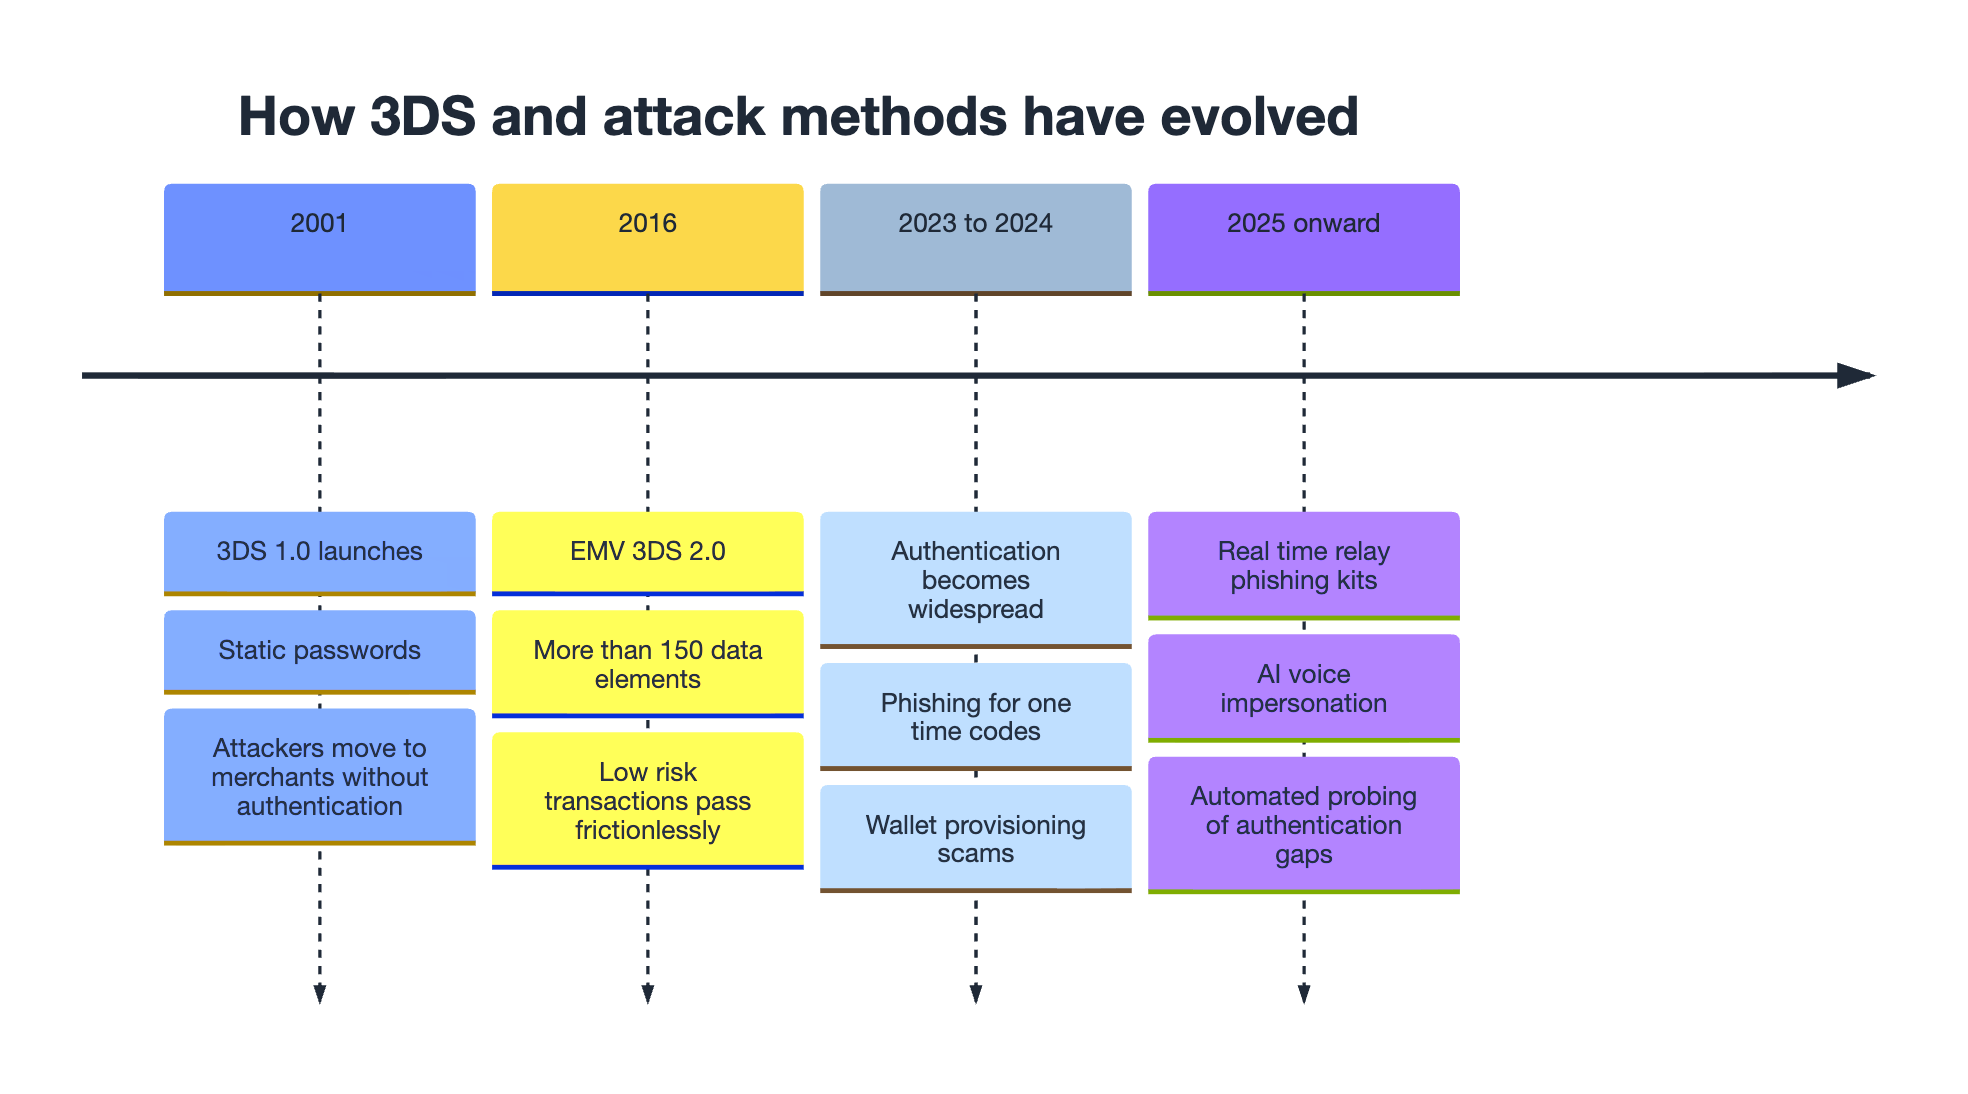 How 3DS and attack methods have evolved
2001
2016
2023 to 2024
2025 onward
3DS 1.0 launches
Static passwords
Attackers move to
merchants without
authentication
EMV 3DS 2.0
More than 150 data
elements
Low risk
transactions pass
frictionlessly
Authentication
becomes
widespread
Phishing for one
time codes
Wallet provisioning
scams
Real time relay
phishing kits
AI voice
impersonation
Automated probing
of authentication
gaps